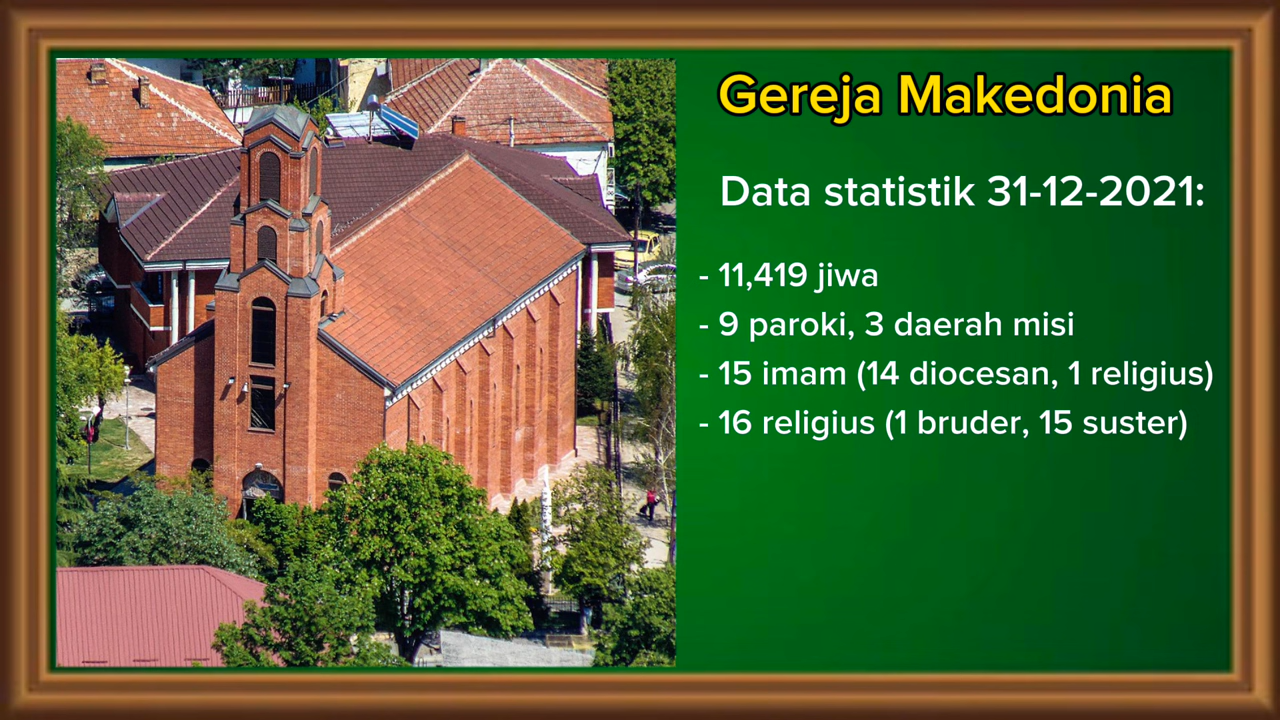 Gereja Makedonia
Data statistik 31-12-2021:
- 11,419 jiwa
- 9 paroki, 3 daerah misi
- 15 imam (14 diocesan, 1 religius)
- 16 religius (1 bruder, 15 suster)